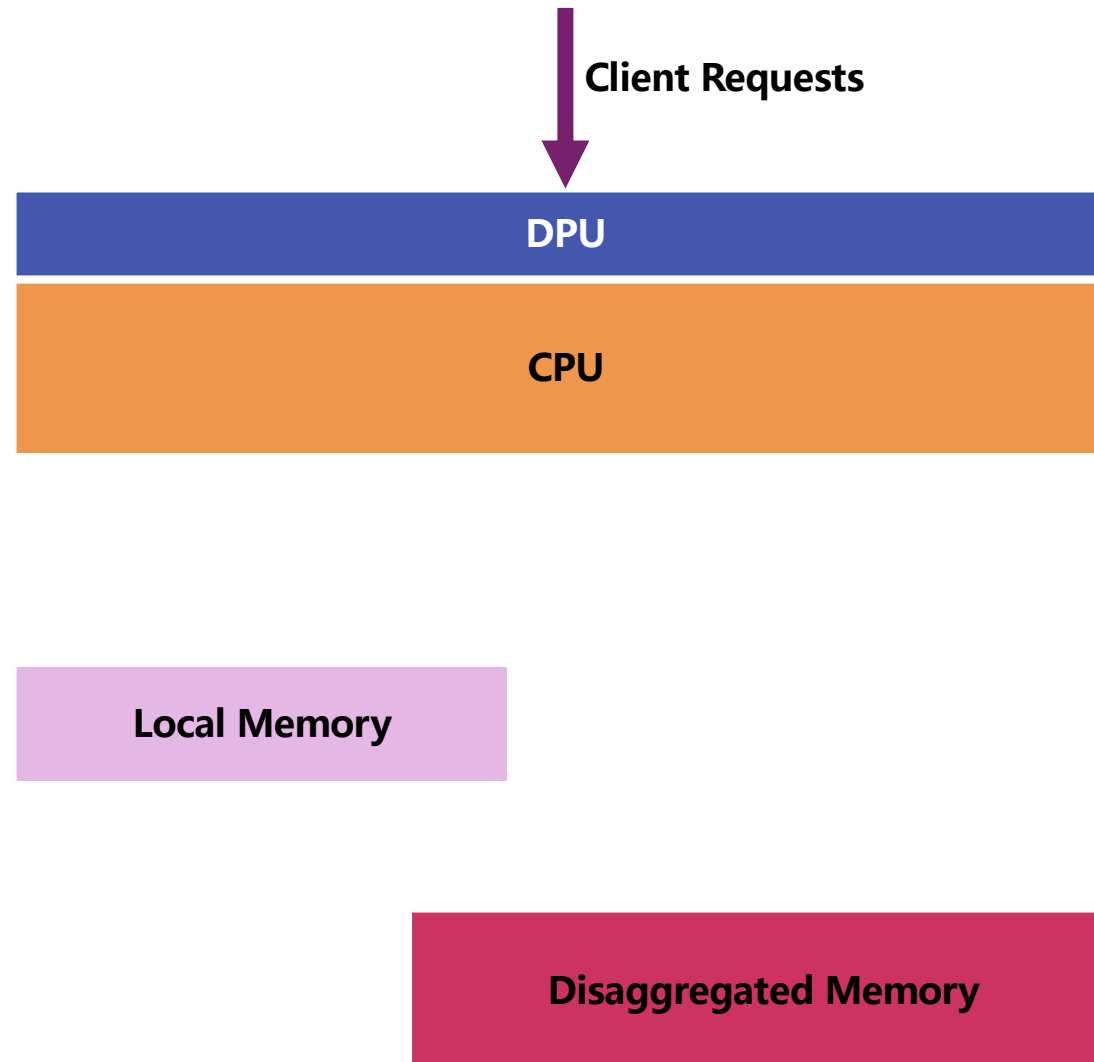 Client Requests
DPU
CPU
Local Memory
Disaggregated Memory